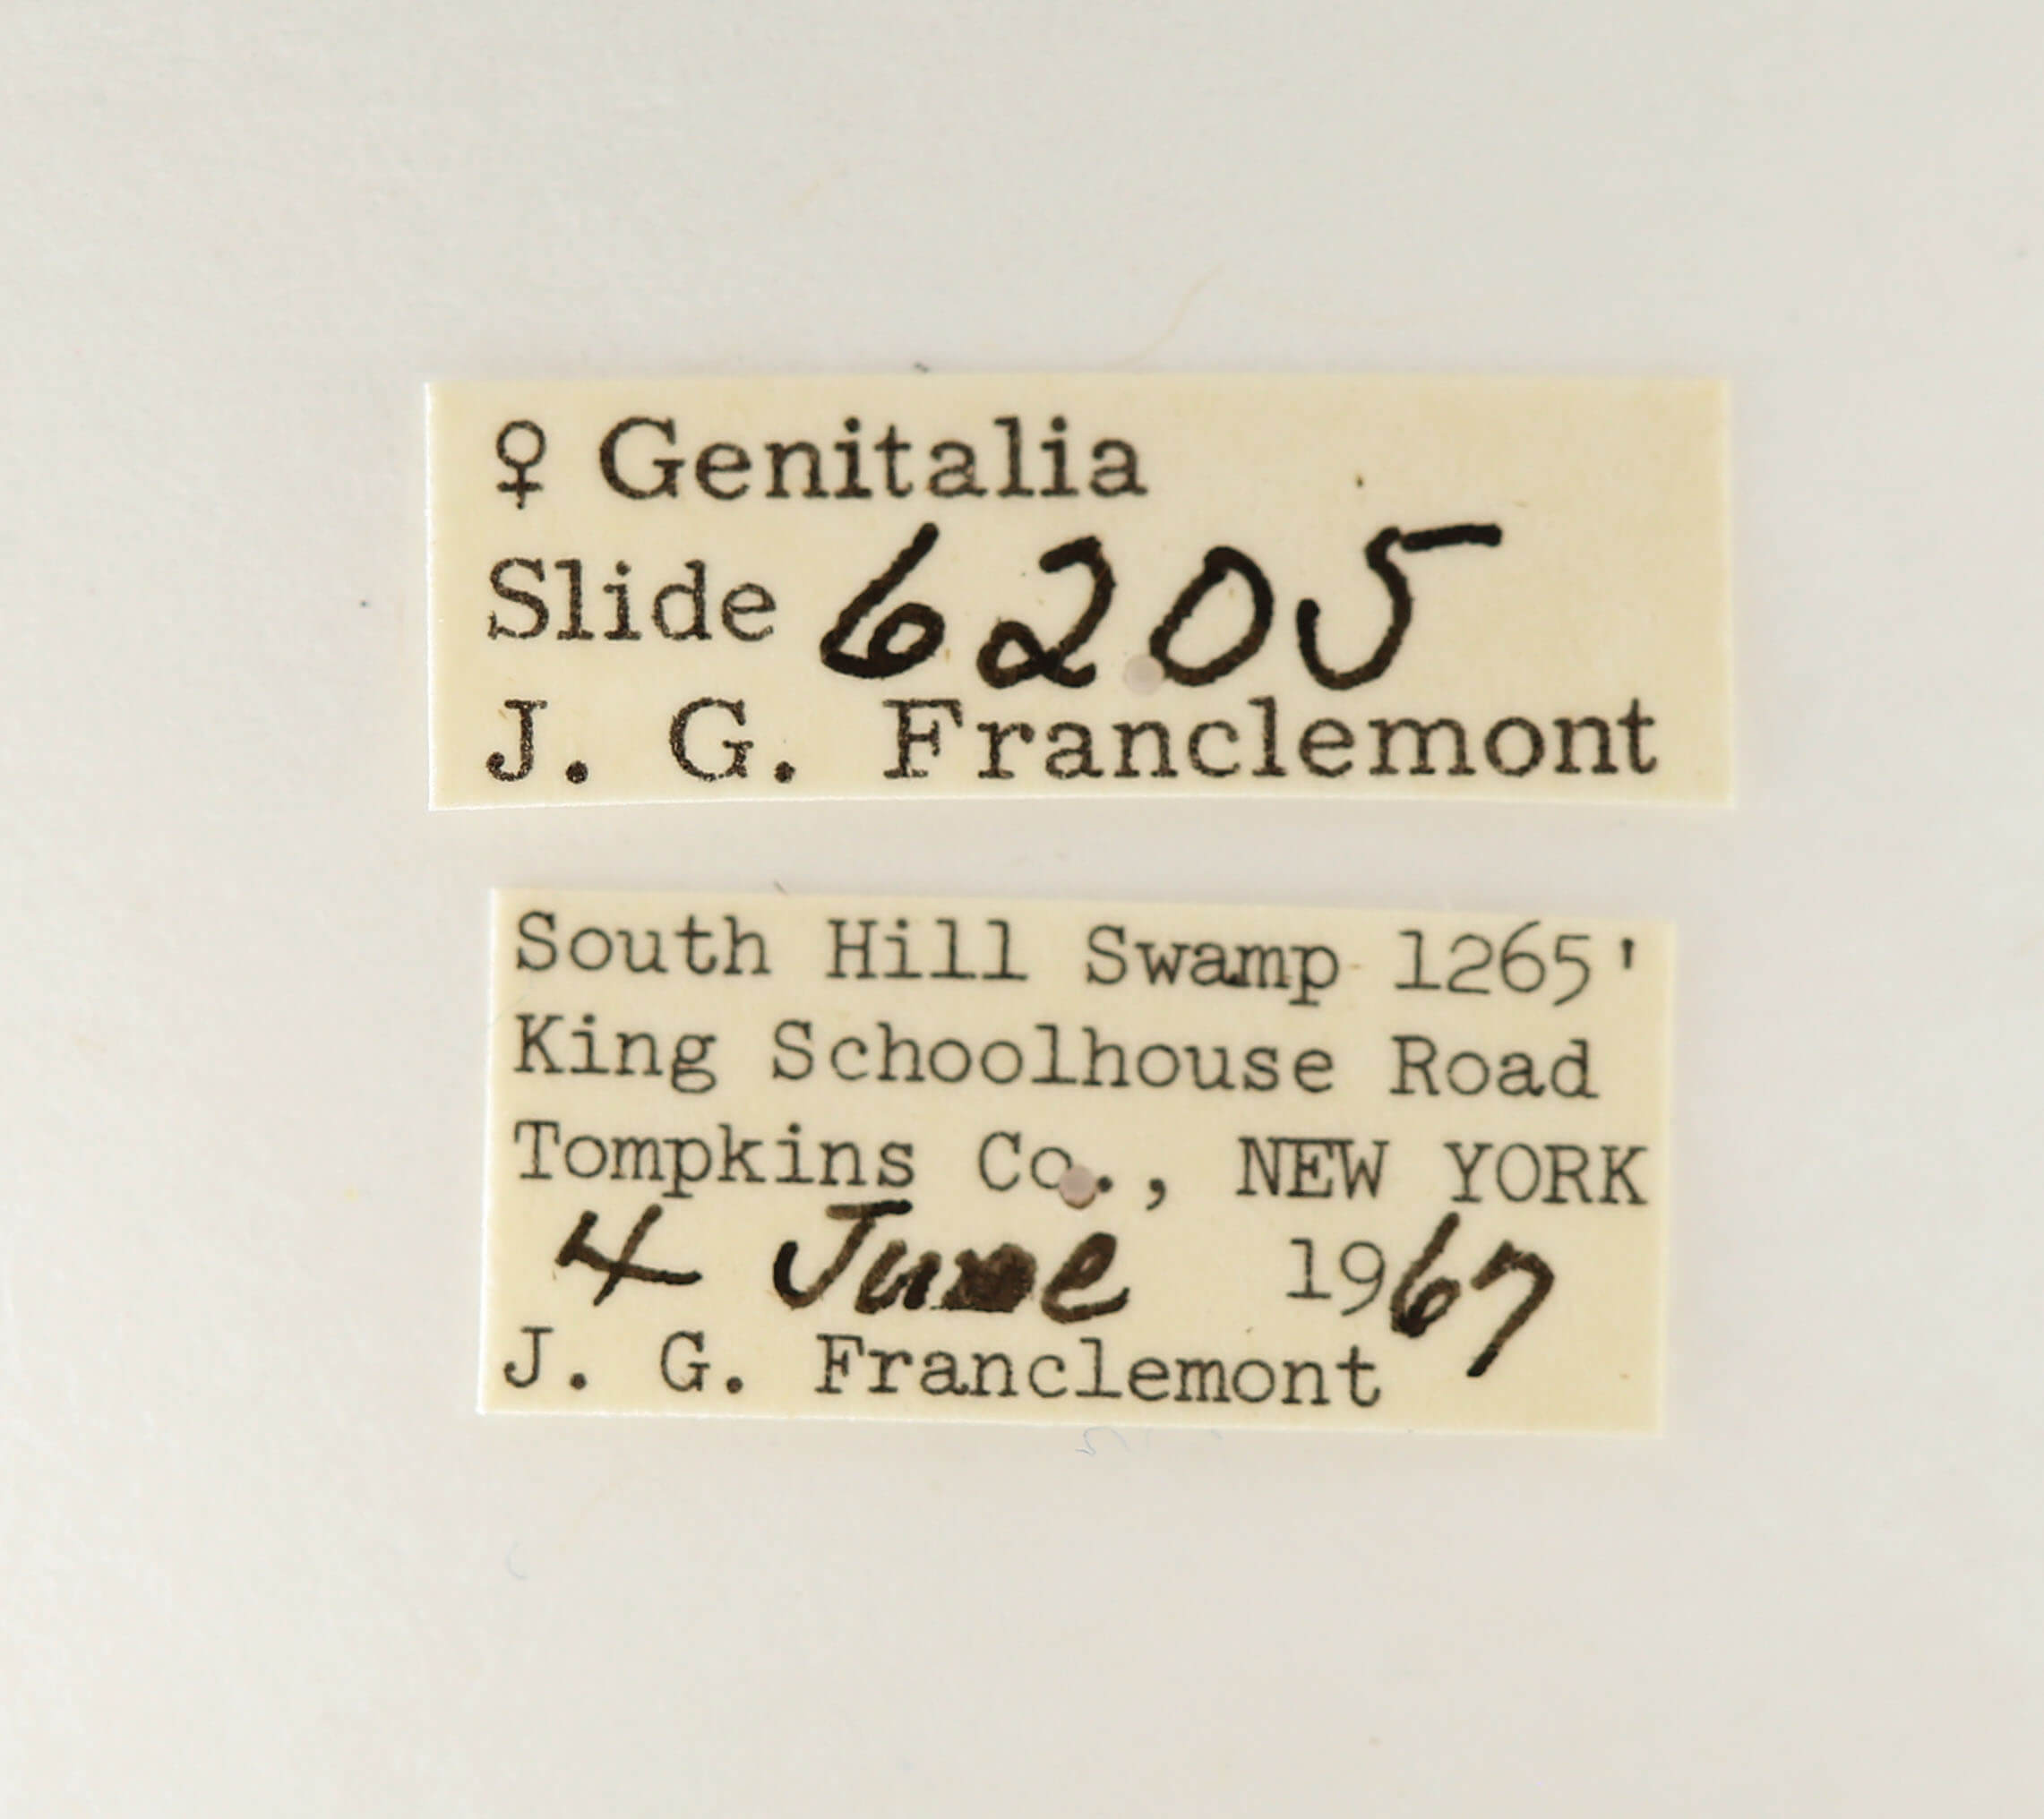 ♀ Genitalia
Slide 6205
J. G. Franclemont
South Hill Swamp 1265'
King Schoolhouse Road
Tompkins Co., NEW YORK
4 June 1967
J. G. Franclemont